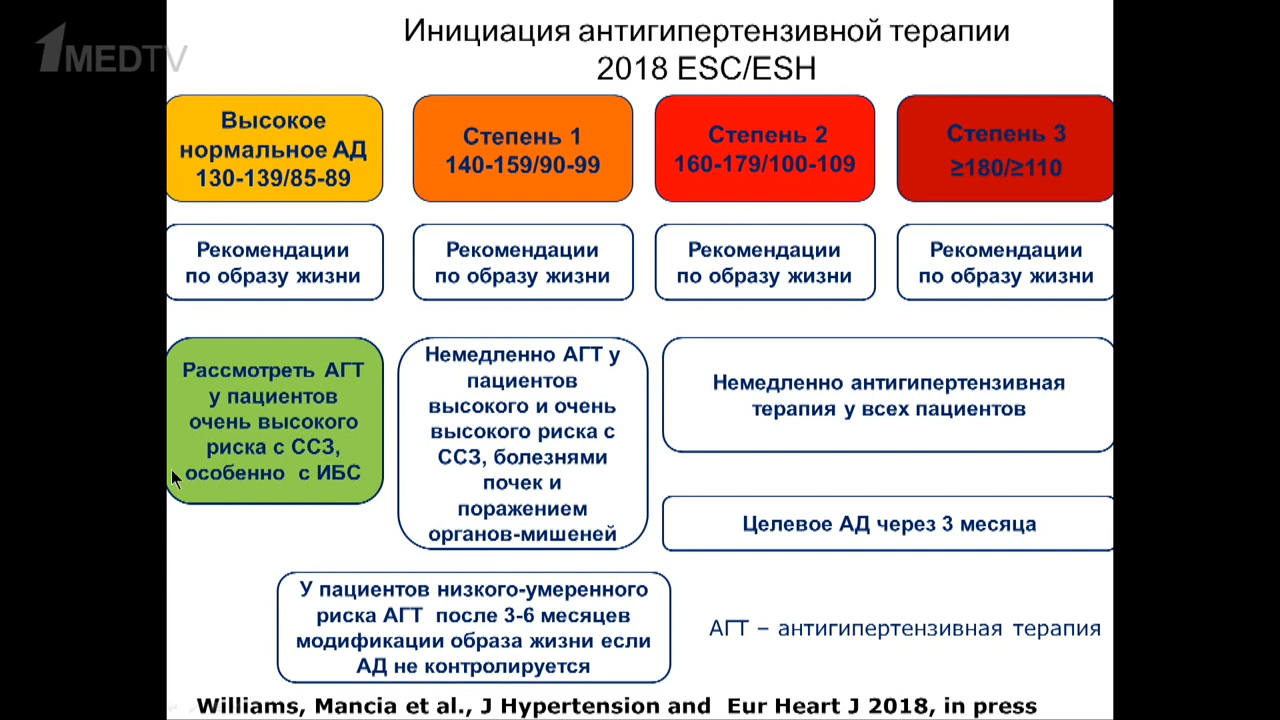 1MEDTV
Инициация антигипертензивной терапии
2018 ESC/ESH
Высокое
нормальное АД
130-139/85-89
Степень 1
140-159/90-99
Степень 2
160-179/100-109
Степень 3
≥180/≥110
Рекомендации
по образу жизни
Рекомендации
по образу жизни
Рекомендации
по образу жизни
Рекомендации
по образу жизни
Рассмотреть АГТ
у пациентов
очень высокого
риска с ССЗ,
особенно с ИБС
Немедленно АГТ у
пациентов
высокого и очень
высокого риска с
ССЗ, болезнями
почек и
поражением
органов-мишеней
Немедленно антигипертензивная
терапия у всех пациентов
Целевое АД через 3 месяца
У пациентов низкого-умеренного
риска АГТ после 3-6 месяцев
модификации образа жизни если
АД не контролируется
АГТ – антигипертензивная терапия
Williams, Mancia et al., J Hypertension and Eur Heart J 2018, in press